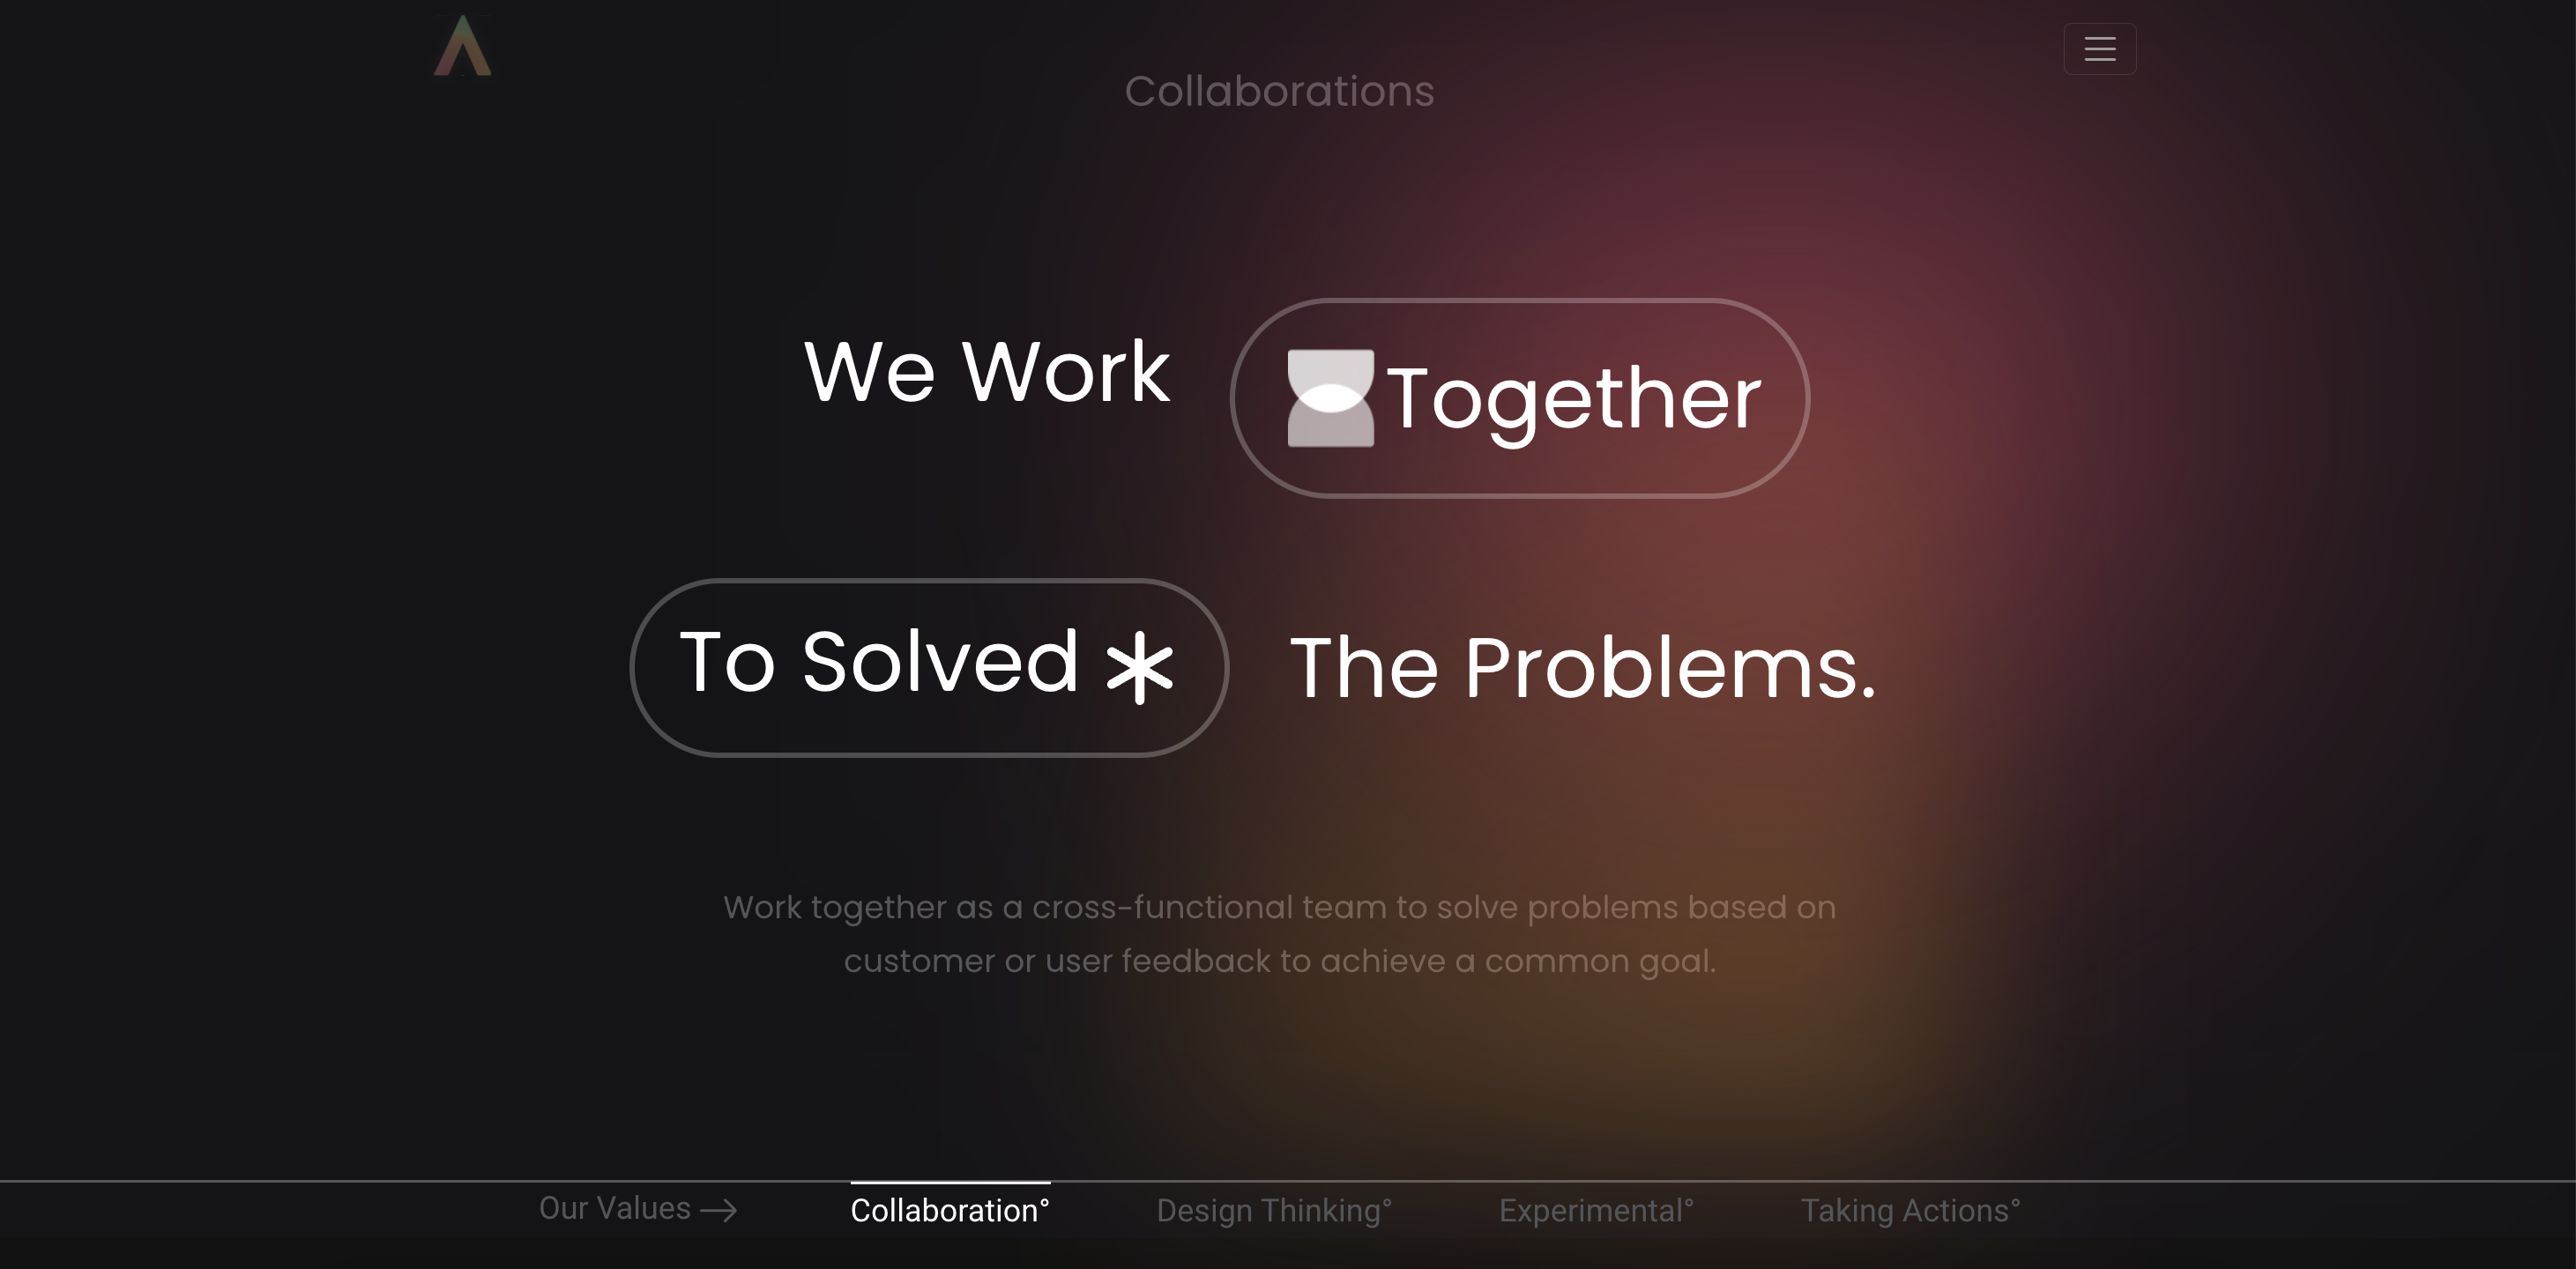 Collaborations
We Work Together
To Solved * The Problems.
Work together as a cross-functional team to solve problems based on
customer or user feedback to achieve a common goal.
Our Values → Collaboration° Design Thinking° Experimental° Taking Actions°